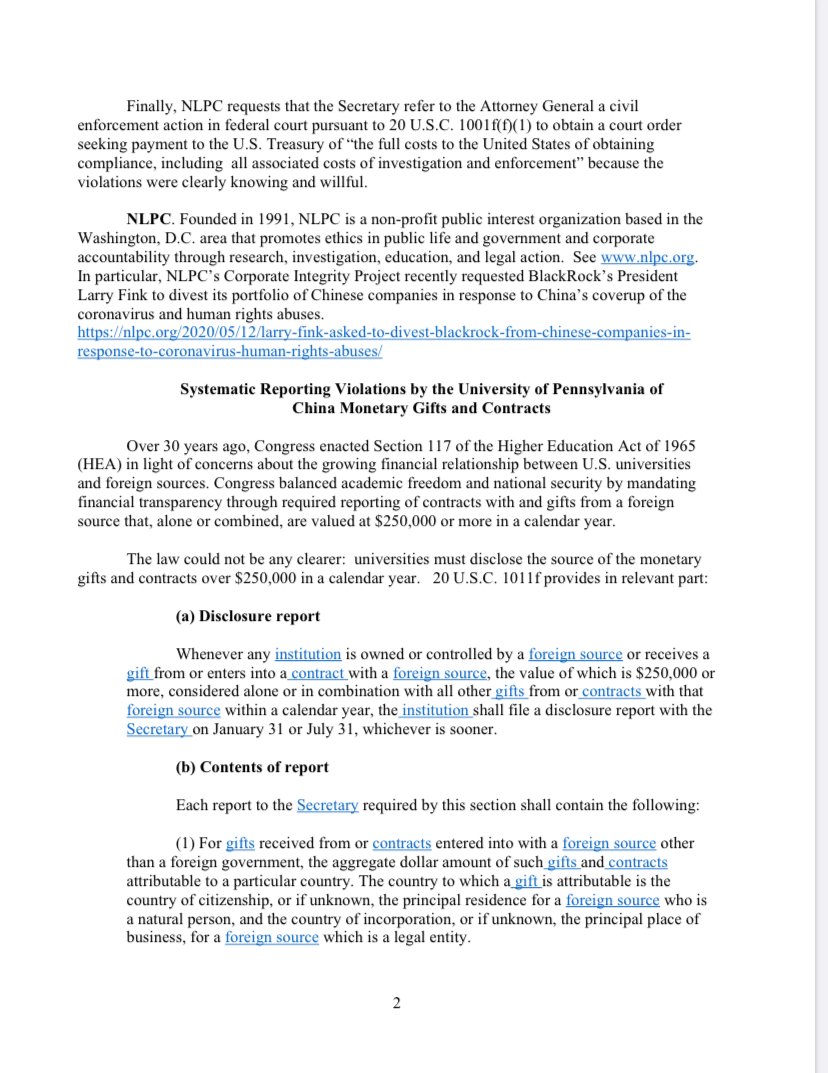 Finally, NLPC requests that the Secretary refer to the Attorney General a civil
enforcement action in federal court pursuant to 20 U.S.C. 1001f(f)(1) to obtain a court order
seeking payment to the U.S. Treasury of “the full costs to the United States of obtaining
compliance, including  all associated costs of investigation and enforcement” because the
violations were clearly knowing and willful.
NLPC. Founded in 1991, NLPC is a non-profit public interest organization based in the
Washington, D.C. area that promotes ethics in public life and government and corporate
accountability through research, investigation, education, and legal action.  See www.nlpc.org.
In particular, NLPC’s Corporate Integrity Project recently requested BlackRock’s President
Larry Fink to divest its portfolio of Chinese companies in response to China’s coverup of the
coronavirus and human rights abuses.
https://nlpc.org/2020/05/12/larry-fink-asked-to-divest-blackrock-from-chinese-companies-in-
response-to-coronavirus-human-rights-abuses/
Systematic Reporting Violations by the University of Pennsylvania of
China Monetary Gifts and Contracts
Over 30 years ago, Congress enacted Section 117 of the Higher Education Act of 1965
(HEA) in light of concerns about the growing financial relationship between U.S. universities
and foreign sources. Congress balanced academic freedom and national security by mandating
financial transparency through required reporting of contracts with and gifts from a foreign
source that, alone or combined, are valued at $250,000 or more in a calendar year.
The law could not be any clearer:  universities must disclose the source of the monetary
gifts and contracts over $250,000 in a calendar year.   20 U.S.C. 1011f provides in relevant part:
(a) Disclosure report
Whenever any institution is owned or controlled by a foreign source or receives a
gift from or enters into a contract with a foreign source, the value of which is $250,000 or
more, considered alone or in combination with all other gifts from or contracts with that
foreign source within a calendar year, the institution shall file a disclosure report with the
Secretary on January 31 or July 31, whichever is sooner.
(b) Contents of report
Each report to the Secretary required by this section shall contain the following:
(1) For gifts received from or contracts entered into with a foreign source other
than a foreign government, the aggregate dollar amount of such gifts and contracts
attributable to a particular country. The country to which a gift is attributable is the
country of citizenship, or if unknown, the principal residence for a foreign source who is
a natural person, and the country of incorporation, or if unknown, the principal place of
business, for a foreign source which is a legal entity.
2